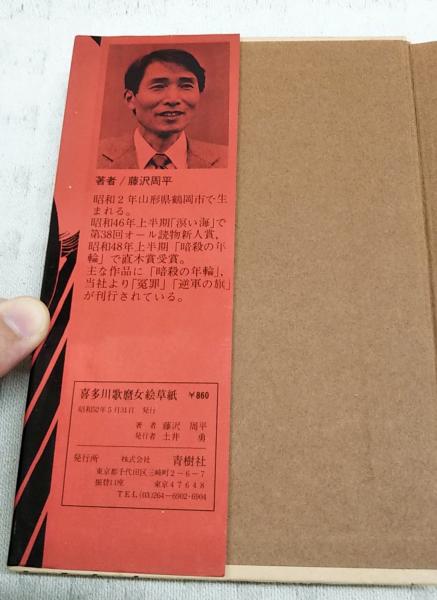 著者/藤沢周平
昭和2年山形県鶴岡市で生
まれる。
昭和46年上半期「溟い海」で
第38回オール読物新人賞、
昭和48年上半期「暗殺の年
輪」で直木賞受賞。
主な作品に「暗殺の年輪」、
当社より「冤罪」「逆軍の旗」
が刊行されている。
喜多川歌麿女絵草紙 ¥860
昭和52年5月31日 発行
著者 藤沢周平
発行者 土井勇
発行所 株式会社 青樹社
東京都千代田区三崎町2-6-7
振替口座 東京47648
TEL(03)264-6902・6904